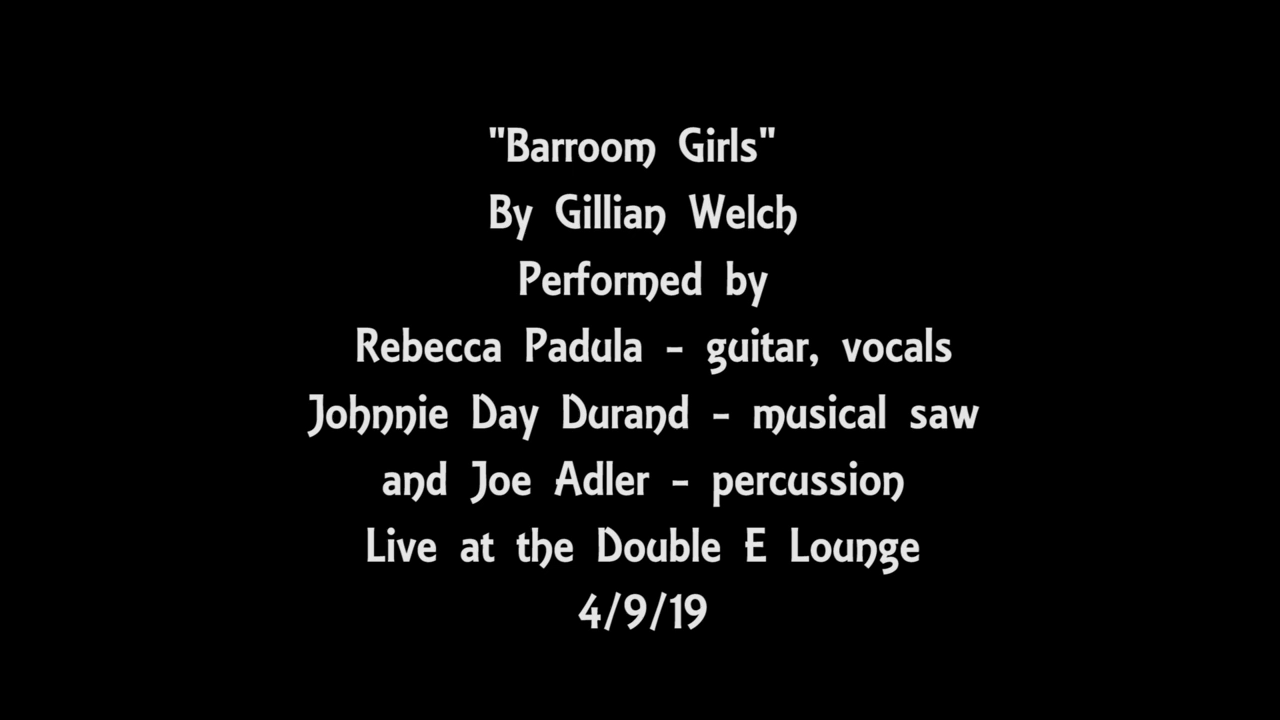 "Barroom Girls"
By Gillian Welch
Performed by
Rebecca Padula - guitar, vocals
Johnnie Day Durand - musical saw
and Joe Adler - percussion
Live at the Double E Lounge
4/9/19